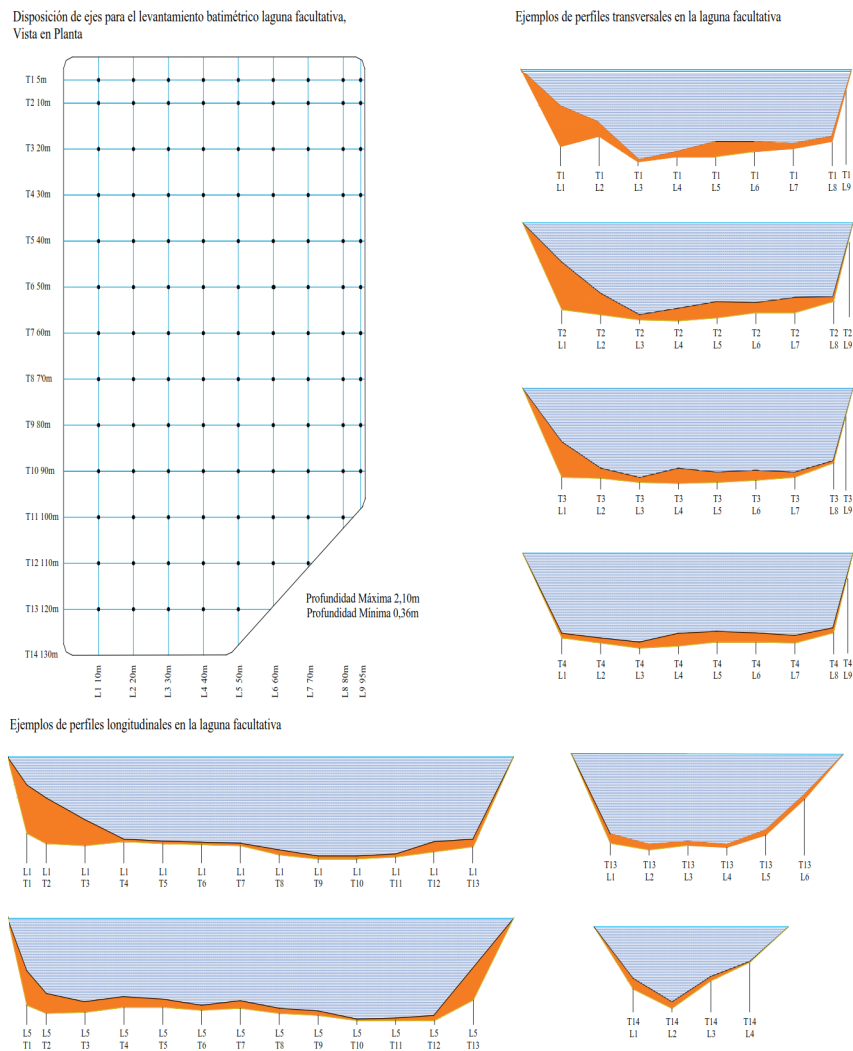 Disposición de ejes para el levantamiento batimétrico laguna facultativa,
Vista en Planta
T1 5m
T2 10m
T3 20m
T4 30m
T5 40m
T6 50m
T7 60m
T8 70m
T9 80m
T10 90m
T11 100m
T12 110m
T13 120m
T14 130m
Profundidad Máxima 2,10m
Profundidad Mínima 0,36m
L1 10m
L2 20m
L3 30m
L4 40m
L5 50m
L6 60m
L7 70m
L8 80m
L9 95m
Ejemplos de perfiles transversales en la laguna facultativa
T1 T1 T1 T1 T1 T1 T1 T1 T1
L1 L2 L3 L4 L5 L6 L7 L8 L9
T2 T2 T2 T2 T2 T2 T2 T2 T2
L1 L2 L3 L4 L5 L6 L7 L8 L9
T3 T3 T3 T3 T3 T3 T3 T3 T3
L1 L2 L3 L4 L5 L6 L7 L8 L9
T4 T4 T4 T4 T4 T4 T4 T4 T4
L1 L2 L3 L4 L5 L6 L7 L8 L9
Ejemplos de perfiles longitudinales en la laguna facultativa
L1 L1 L1 L1 L1 L1 L1 L1 L1 L1 L1 L1 L1
T1 T2 T3 T4 T5 T6 T7 T8 T9 T10 T11 T12 T13
T13 T13 T13 T13 T13 T13
L1 L2 L3 L4 L5 L6
L5 L5 L5 L5 L5 L5 L5 L5 L5 L5 L5 L5 L5
T1 T2 T3 T4 T5 T6 T7 T8 T9 T10 T11 T12 T13
T14 T14 T14 T14
L1 L2 L3 L4